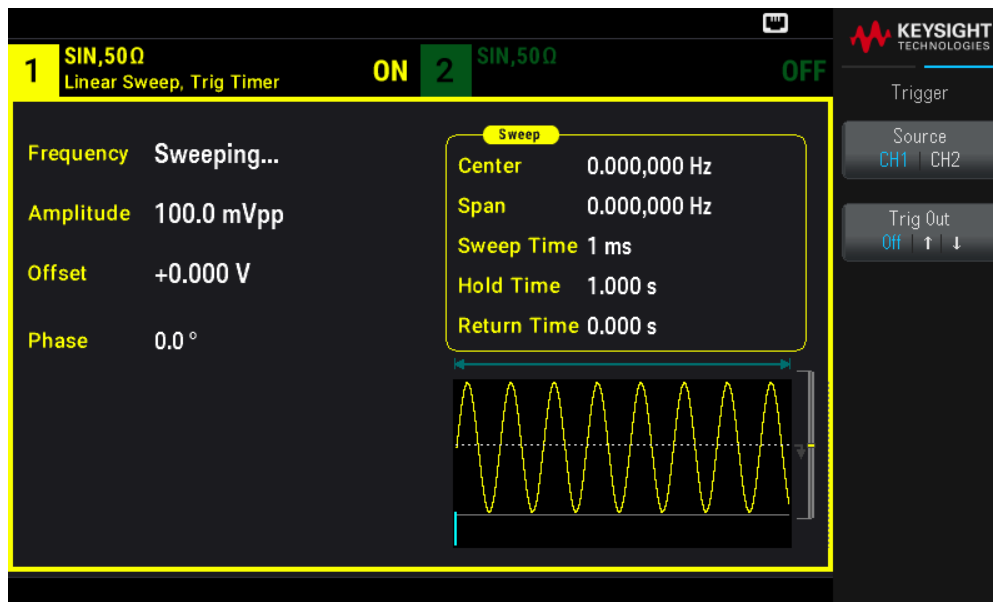 KEYSIGHT
TECHNOLOGIES
1 SIN,50Ω
Linear Sweep, Trig Timer
ON
2 SIN,50Ω
OFF
Trigger
Frequency Sweeping...
Amplitude 100.0 mVpp
Offset +0.000 V
Phase 0.0 °
Sweep
Center 0.000,000 Hz
Span 0.000,000 Hz
Sweep Time 1 ms
Hold Time 1.000 s
Return Time 0.000 s
Source
CH1 | CH2
Trig Out
Off | ↑ | ↓